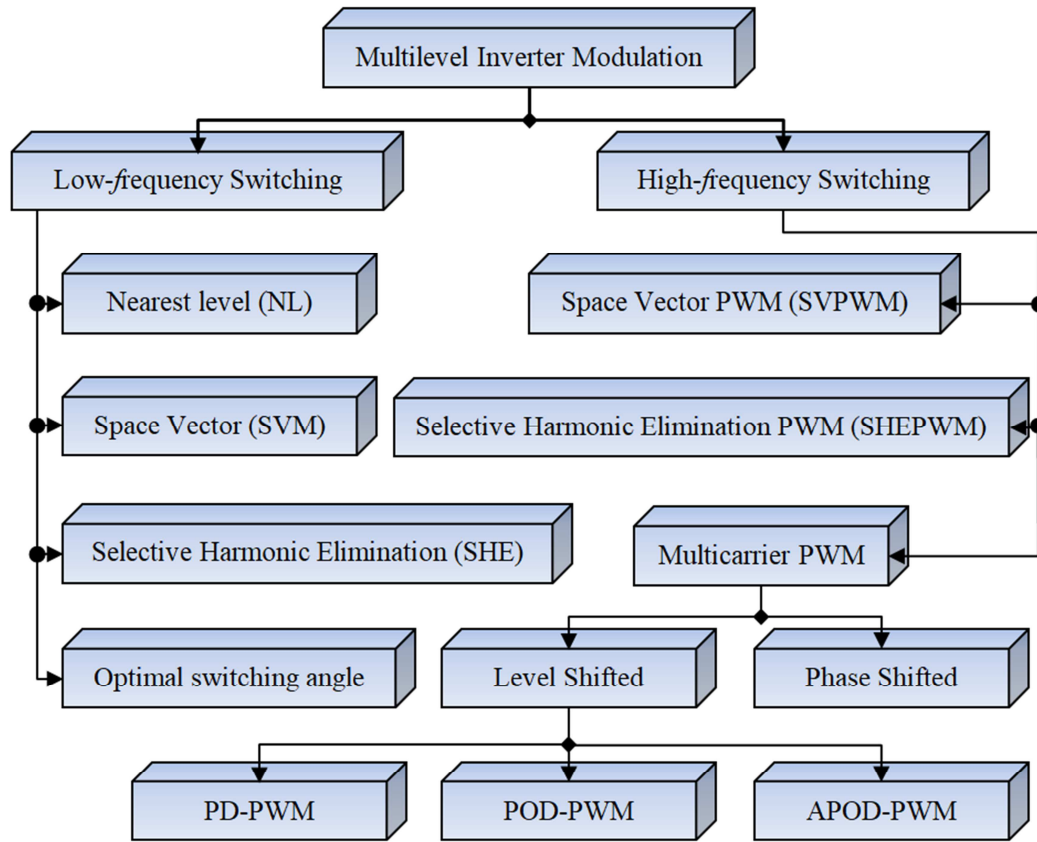 Multilevel Inverter Modulation
Low-frequency Switching
High-frequency Switching
Nearest level (NL)
Space Vector PWM (SVPWM)
Space Vector (SVM)
Selective Harmonic Elimination PWM (SHEPWM)
Selective Harmonic Elimination (SHE)
Multicarrier PWM
Optimal switching angle
Level Shifted
Phase Shifted
PD-PWM
POD-PWM
APOD-PWM